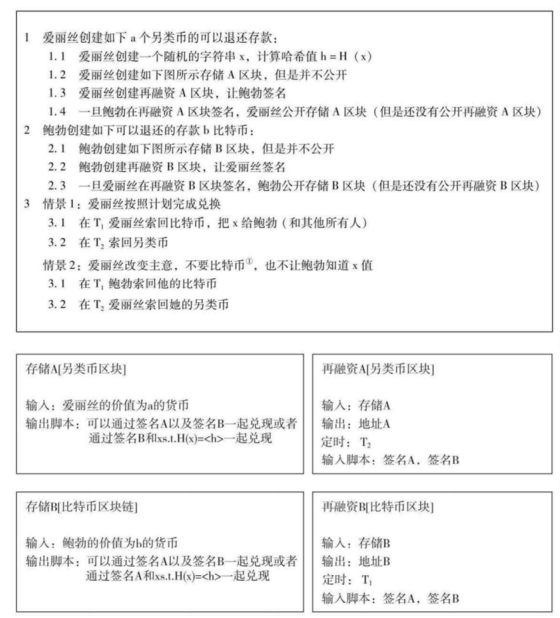 1 爱丽丝创建如下 a 个另类币的可以退还存款：
1. 1 爱丽丝创建一个随机的字符串 x，计算哈希值 h = H（x）
1. 2 爱丽丝创建如下图所示存储 A 区块，但是并不公开
1. 3 爱丽丝创建再融资 A 区块，让鲍勃签名
1. 4 一旦鲍勃在再融资 A 区块签名，爱丽丝公开存储 A 区块（但是还没有公开再融资 A 区块）
2 鲍勃创建如下可以退还的存款 b 比特币：
2. 1 鲍勃创建如下图所示存储 B 区块，但是并不公开
2. 2 鲍勃创建再融资 B 区块，让爱丽丝签名
2. 3 一旦爱丽丝在再融资 B 区块签名，鲍勃公开存储 B 区块（但是还没有公开再融资 B 区块）
3 情景 1：爱丽丝按照计划完成兑换
3. 1 在 T₁ 爱丽丝索回比特币，把 x 给鲍勃（和其他所有人）
3. 2 在 T₂ 索回另类币
情景 2：爱丽丝改变主意，不要比特币①，也不让鲍勃知道 x 值
3. 1 在 T₁ 鲍勃索回他的比特币
3. 2 在 T₂ 爱丽丝索回她的另类币
存储A[另类币区块]
输入：爱丽丝的价值为a的货币
输出脚本：可以通过签名A以及签名B一起兑现或者
通过签名B和xs.t.H(x)=<h>一起兑现
再融资A[另类币区块]
输入：存储A
输出：地址A
定时：T₂
输入脚本：签名A，签名B
存储B[比特币区块链]
输入：鲍勃的价值为b的货币
输出脚本：可以通过签名A以及签名B一起兑现或者
通过签名A和xs.t.H(x)=<h>一起兑现
再融资B[比特币区块]
输入：存储B
输出：地址B
定时：T₁
输入脚本：签名A，签名B